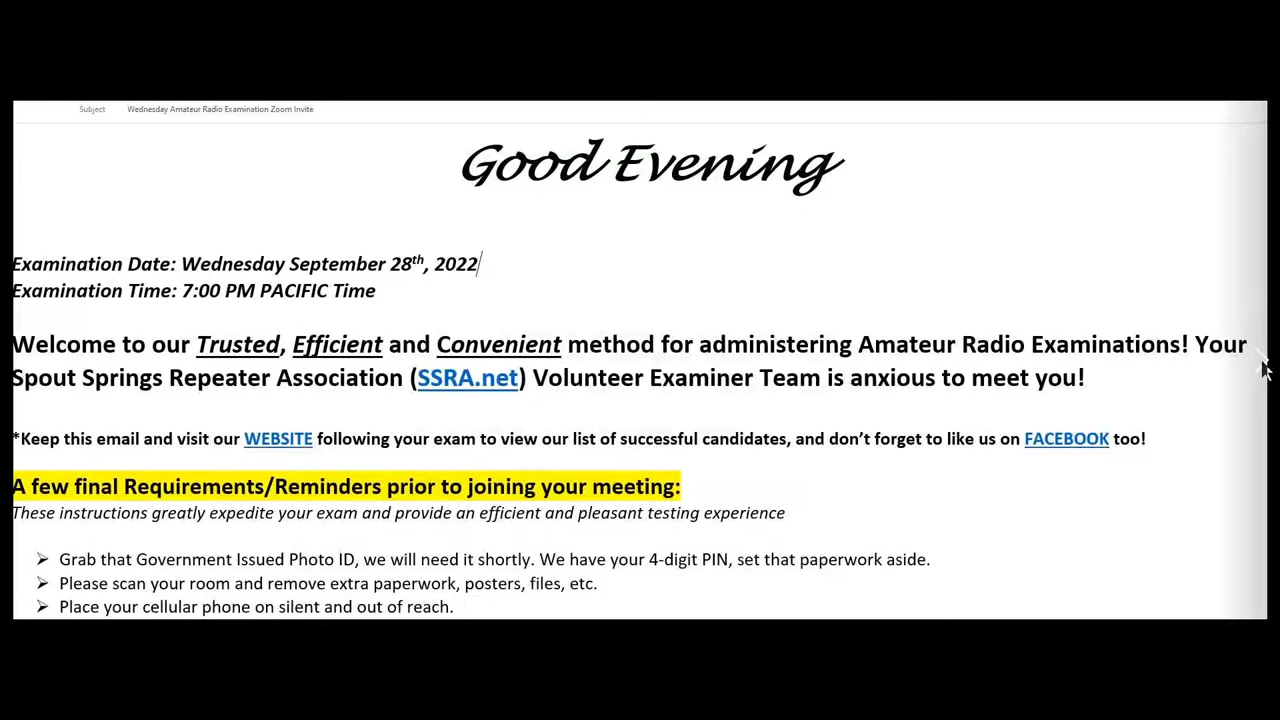 Subject Wednesday Amateur Radio Examination Zoom Invite
Good Evening
Examination Date: Wednesday September 28th, 2022
Examination Time: 7:00 PM PACIFIC Time
Welcome to our Trusted, Efficient and Convenient method for administering Amateur Radio Examinations! Your
Spout Springs Repeater Association (SSRA.net) Volunteer Examiner Team is anxious to meet you!
*Keep this email and visit our WEBSITE following your exam to view our list of successful candidates, and don’t forget to like us on FACEBOOK too!
A few final Requirements/Reminders prior to joining your meeting:
These instructions greatly expedite your exam and provide an efficient and pleasant testing experience
➢ Grab that Government Issued Photo ID, we will need it shortly. We have your 4-digit PIN, set that paperwork aside.
➢ Please scan your room and remove extra paperwork, posters, files, etc.
➢ Place your cellular phone on silent and out of reach.